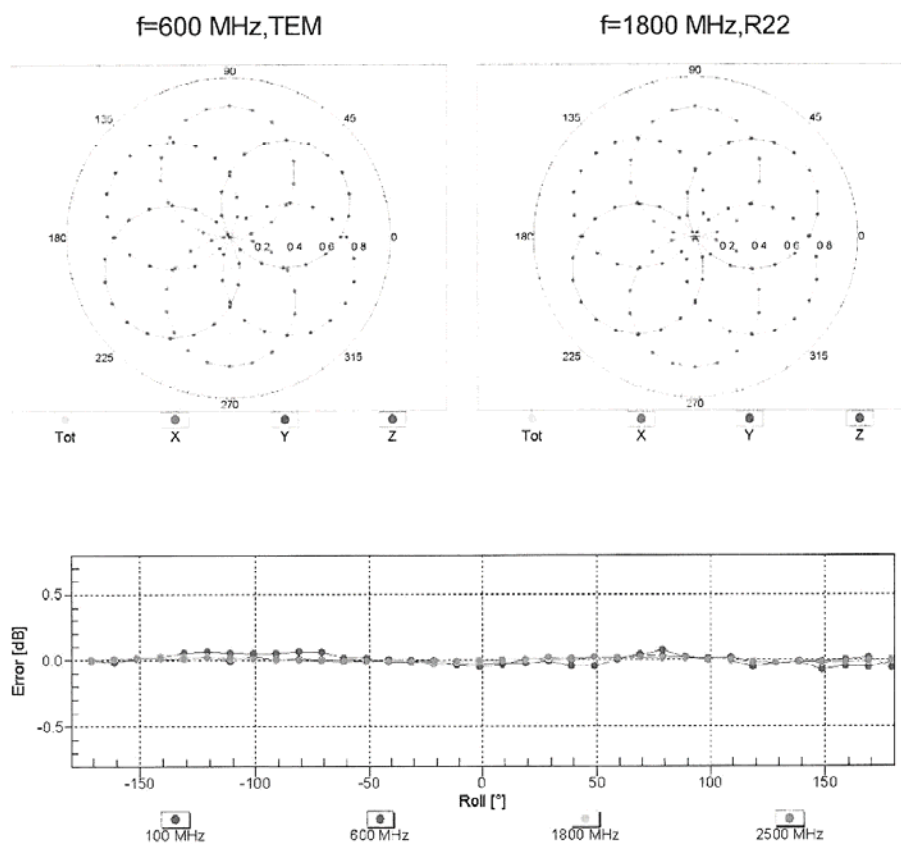 f=600 MHz,TEM
f=1800 MHz,R22
90
135
45
180
0.2 0.4 0.6 0.8
0
225
315
270
Tot X Y Z
90
135
45
180
0.2 0.4 0.6 0.8
0
225
315
270
Tot X Y Z
0.5
0.0
-0.5
Error [dB]
-150 -100 -50 0 50 100 150
Roll [°]
100 MHz 600 MHz 1800 MHz 2500 MHz